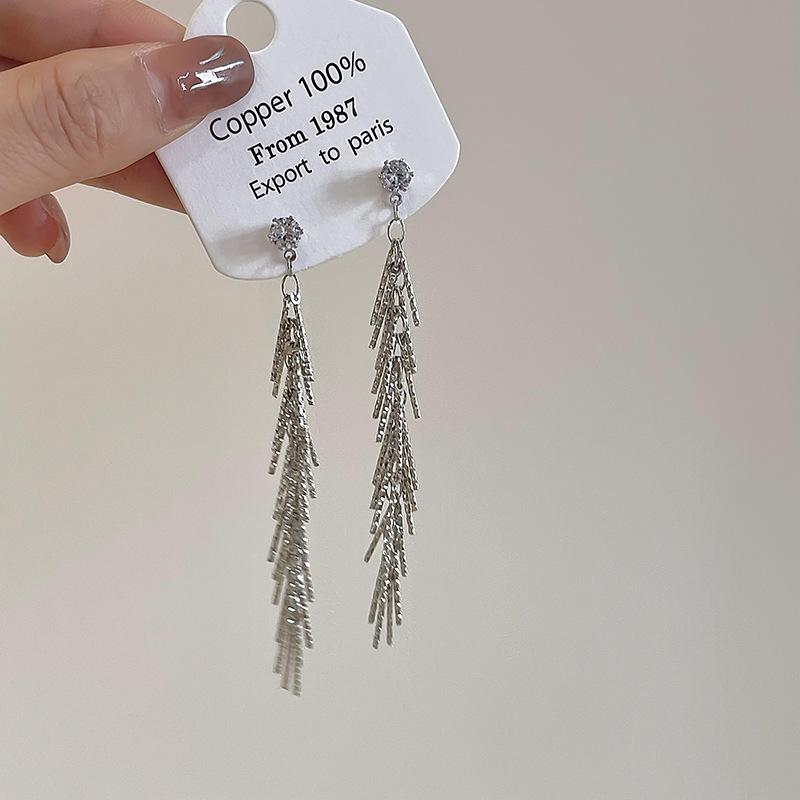 Copper 100%
From 1987
Export to paris